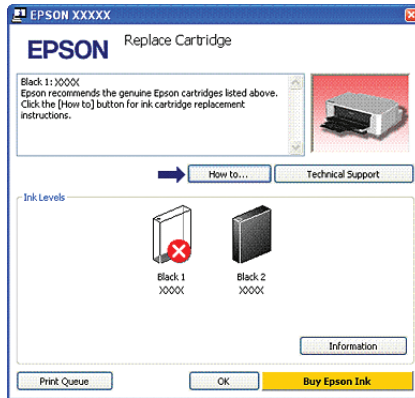 EPSON XXXXX
EPSON
Replace Cartridge
Black 1: XXXX
Epson recommends the genuine Epson cartridges listed above.
Click the [How to] button for ink cartridge replacement
instructions.
How to...
Technical Support
Ink Levels
Black 1
XXXX
Black 2
XXXX
Information
Print Queue
OK
Buy Epson Ink